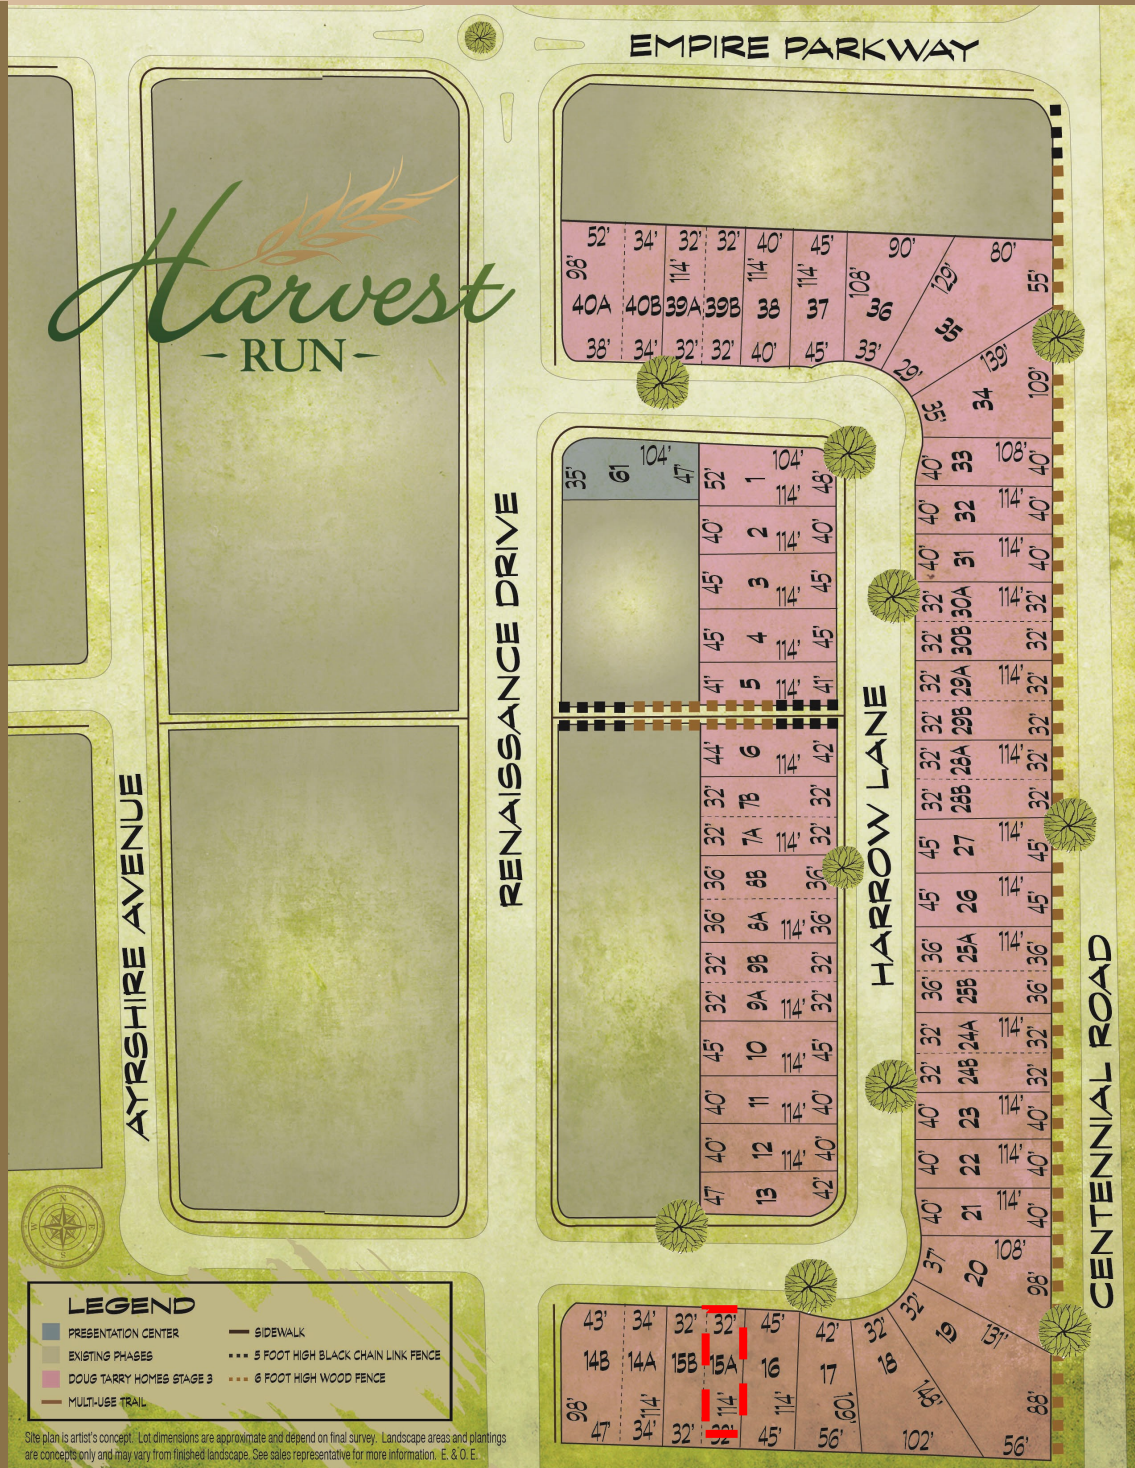 EMPIRE PARKWAY
Harvest
- RUN -
52' 34' 32' 32' 40' 45' 90' 80'
98' 114' 114' 114' 108' 129' 55'
40A 40B 39A 39B 38 37 36 35
38' 34' 32' 32' 40' 45' 33' 29'
139' 109'
35' 34
35' 61 104' 47'
52' 1 104' 114' 48'
40' 2 114' 40'
45' 3 114' 45'
45' 4 114' 45'
41' 5 114' 41'
44' 6 114' 42'
32' 7B 32'
32' 7A 114' 32'
36' 8B 36'
36' 8A 114' 36'
32' 9B 32'
32' 9A 114' 32'
45' 10 114' 45'
40' 11 114' 40'
40' 12 114' 40'
47' 13 42'
40' 33 108' 40'
40' 32 114' 40'
40' 31 114' 40'
32' 30A 114' 32'
32' 30B 32'
32' 29A 114' 32'
32' 29B 32'
32' 28A 114' 32'
32' 28B 32'
45' 27 114' 45'
45' 26 114' 45'
36' 25A 114' 36'
36' 25B 36'
32' 24A 114' 32'
32' 24B 32'
40' 23 114' 40'
40' 22 114' 40'
40' 21 114' 40'
37' 20 108' 98'
32' 19 131' 88'
43' 34' 32' 32' 45' 42' 32'
14B 14A 15B 15A 16 17 18
98' 114' 114' 114' 109' 148'
47' 34' 32' 32' 45' 56' 102' 56'
AYRSHIRE AVENUE
RENAISSANCE DRIVE
HARROW LANE
CENTENNIAL ROAD
N
E
S
W
LEGEND
PRESENTATION CENTER
EXISTING PHASES
DOUG TARRY HOMES STAGE 3
MULTI-USE TRAIL
SIDEWALK
5 FOOT HIGH BLACK CHAIN LINK FENCE
6 FOOT HIGH WOOD FENCE
Site plan is artist's concept. Lot dimensions are approximate and depend on final survey. Landscape areas and plantings
are concepts only and may vary from finished landscape. See sales representative for more information. E. & O. E.